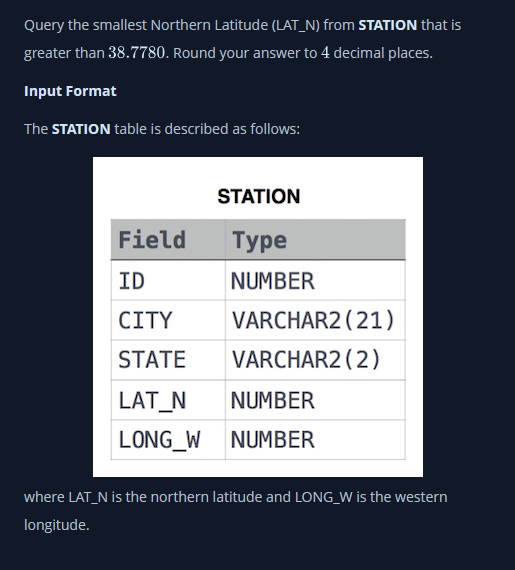 Query the smallest Northern Latitude (LAT_N) from STATION that is
greater than 38.7780. Round your answer to 4 decimal places.
Input Format
The STATION table is described as follows:
STATION
Field Type
ID NUMBER
CITY VARCHAR2(21)
STATE VARCHAR2(2)
LAT_N NUMBER
LONG_W NUMBER
where LAT_N is the northern latitude and LONG_W is the western
longitude.